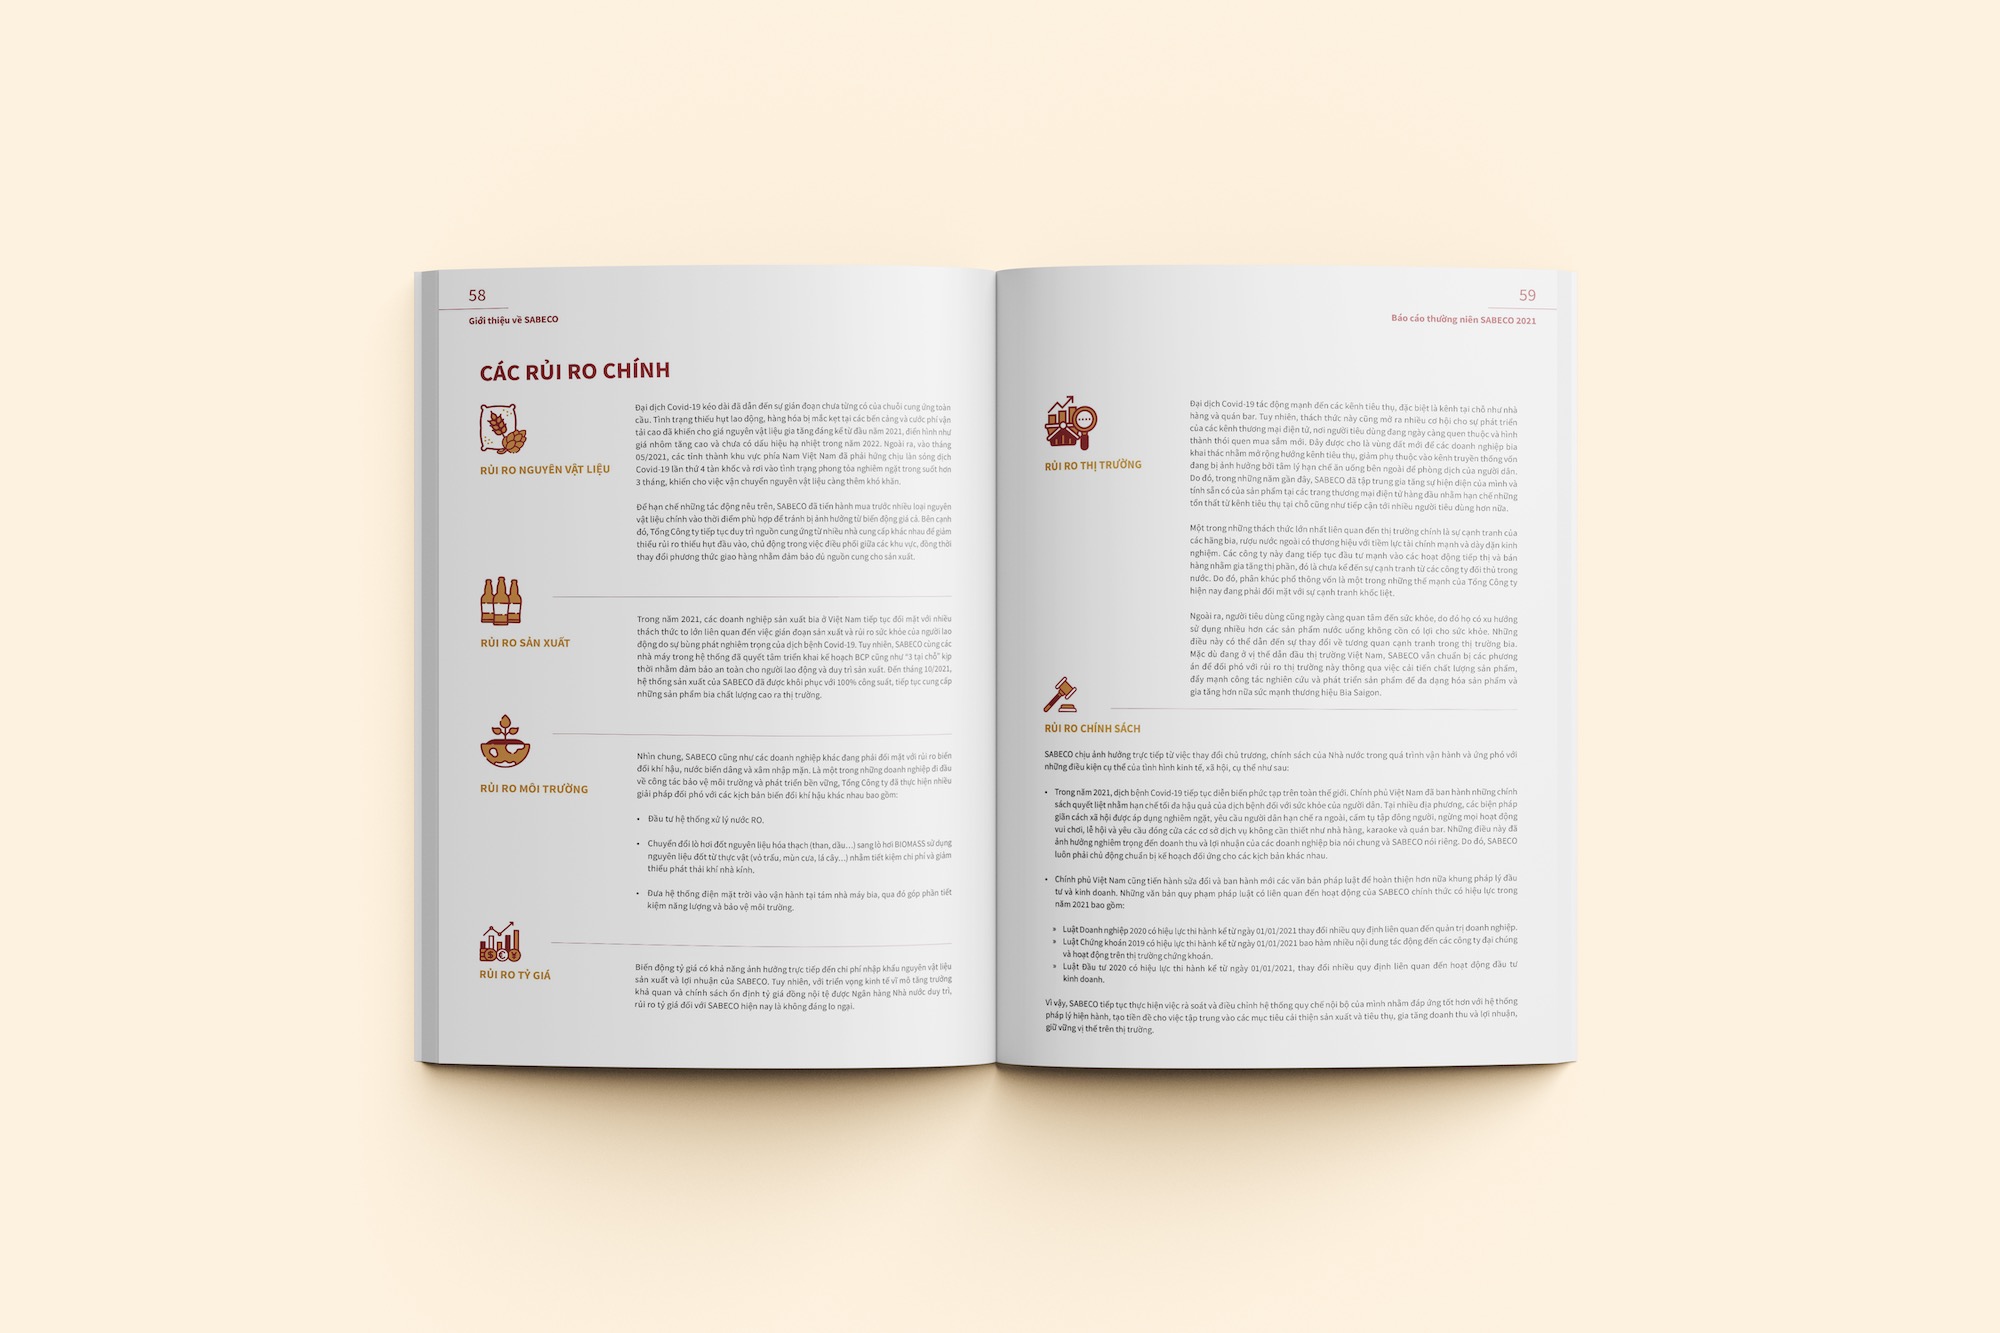 58
Giới thiệu về SABECO
CÁC RỦI RO CHÍNH
RỦI RO NGUYÊN VẬT LIỆU
Đại dịch Covid-19 kéo dài đã dẫn đến sự gián đoạn chưa từng có của chuỗi cung ứng toàn
cầu. Tình trạng thiếu hụt lao động, hàng hóa bị mắc kẹt tại các bến cảng và cước phí vận
tải cao đã khiến cho giá nguyên vật liệu gia tăng đáng kể từ đầu năm 2021, điển hình như
giá nhôm tăng cao và chưa có dấu hiệu hạ nhiệt trong năm 2022. Ngoài ra, vào tháng
05/2021, các tỉnh thành khu vực phía Nam Việt Nam đã phải hứng chịu làn sóng dịch
Covid-19 lần thứ 4 tàn khốc và rơi vào tình trạng phong tỏa nghiêm ngặt trong suốt hơn
3 tháng, khiến cho việc vận chuyển nguyên vật liệu càng thêm khó khăn.
Để hạn chế những tác động nêu trên, SABECO đã tiến hành mua trước nhiều loại nguyên
vật liệu chính vào thời điểm phù hợp để tránh bị ảnh hưởng từ biến động giá cả. Bên cạnh
đó, Tổng Công ty tiếp tục duy trì nguồn cung ứng từ nhiều nhà cung cấp khác nhau để giảm
thiểu rủi ro thiếu hụt đầu vào, chủ động trong việc điều phối giữa các khu vực, đồng thời
thay đổi phương thức giao hàng nhằm đảm bảo đủ nguồn cung cho sản xuất.
RỦI RO SẢN XUẤT
Trong năm 2021, các doanh nghiệp sản xuất bia ở Việt Nam tiếp tục đối mặt với nhiều
thách thức to lớn liên quan đến việc gián đoạn sản xuất và rủi ro sức khỏe của người lao
động do sự bùng phát nghiêm trọng của dịch bệnh Covid-19. Tuy nhiên, SABECO cùng các
nhà máy trong hệ thống đã quyết tâm triển khai kế hoạch BCP cũng như “3 tại chỗ” kịp
thời nhằm đảm bảo an toàn cho người lao động và duy trì sản xuất. Đến tháng 10/2021,
hệ thống sản xuất của SABECO đã được khôi phục với 100% công suất, tiếp tục cung cấp
những sản phẩm bia chất lượng cao ra thị trường.
RỦI RO MÔI TRƯỜNG
Nhìn chung, SABECO cũng như các doanh nghiệp khác đang phải đối mặt với rủi ro biến
đổi khí hậu, nước biển dâng và xâm nhập mặn. Là một trong những doanh nghiệp đi đầu
về công tác bảo vệ môi trường và phát triển bền vững, Tổng Công ty đã thực hiện nhiều
giải pháp đối phó với các kịch bản biến đổi khí hậu khác nhau bao gồm:
• Đầu tư hệ thống xử lý nước RO.
• Chuyển đổi lò hơi đốt nguyên liệu hóa thạch (than, dầu…) sang lò hơi BIOMASS sử dụng
nguyên liệu đốt từ thực vật (vỏ trấu, mùn cưa, lá cây…) nhằm tiết kiệm chi phí và giảm
thiểu phát thải khí nhà kính.
• Đưa hệ thống điện mặt trời vào vận hành tại tám nhà máy bia, qua đó góp phần tiết
kiệm năng lượng và bảo vệ môi trường.
RỦI RO TỶ GIÁ
Biến động tỷ giá có khả năng ảnh hưởng trực tiếp đến chi phí nhập khẩu nguyên vật liệu
sản xuất và lợi nhuận của SABECO. Tuy nhiên, với triển vọng kinh tế vĩ mô tăng trưởng
khả quan và chính sách ổn định tỷ giá đồng nội tệ được Ngân hàng Nhà nước duy trì,
rủi ro tỷ giá đối với SABECO hiện nay là không đáng lo ngại.
59
Báo cáo thường niên SABECO 2021
RỦI RO THỊ TRƯỜNG
Đại dịch Covid-19 tác động mạnh đến các kênh tiêu thụ, đặc biệt là kênh tại chỗ như nhà
hàng và quán bar. Tuy nhiên, thách thức này cũng mở ra nhiều cơ hội cho sự phát triển
của các kênh thương mại điện tử, nơi người tiêu dùng đang ngày càng quen thuộc và hình
thành thói quen mua sắm mới. Đây được cho là vùng đất mới để các doanh nghiệp bia
khai thác nhằm mở rộng hướng kênh tiêu thụ, giảm phụ thuộc vào kênh truyền thống vốn
đang bị ảnh hưởng bởi tâm lý hạn chế ăn uống bên ngoài để phòng dịch của người dân.
Do đó, trong những năm gần đây, SABECO đã tập trung gia tăng sự hiện diện của mình và
tính sẵn có của sản phẩm tại các trang thương mại điện tử hàng đầu nhằm hạn chế những
tổn thất từ kênh tiêu thụ tại chỗ cũng như tiếp cận tới nhiều người tiêu dùng hơn nữa.
Một trong những thách thức lớn nhất liên quan đến thị trường chính là sự cạnh tranh của
các hãng bia, rượu nước ngoài có thương hiệu với tiềm lực tài chính mạnh và dày dặn kinh
nghiệm. Các công ty này đang tiếp tục đầu tư mạnh vào các hoạt động tiếp thị và bán
hàng nhằm gia tăng thị phần, đó là chưa kể đến sự cạnh tranh từ các công ty đối thủ trong
nước. Do đó, phân khúc phổ thông vốn là một trong những thế mạnh của Tổng Công ty
hiện nay đang phải đối mặt với sự cạnh tranh khốc liệt.
Ngoài ra, người tiêu dùng cũng ngày càng quan tâm đến sức khỏe, do đó họ có xu hướng
sử dụng nhiều hơn các sản phẩm nước uống không cồn có lợi cho sức khỏe. Những
điều này có thể dẫn đến sự thay đổi về tương quan cạnh tranh trong thị trường bia.
Mặc dù đang ở vị thế dẫn đầu thị trường Việt Nam, SABECO vẫn chuẩn bị các phương
án để đối phó với rủi ro thị trường này thông qua việc cải tiến chất lượng sản phẩm,
đẩy mạnh công tác nghiên cứu và phát triển sản phẩm để đa dạng hóa sản phẩm và
gia tăng hơn nữa sức mạnh thương hiệu Bia Saigon.
RỦI RO CHÍNH SÁCH
SABECO chịu ảnh hưởng trực tiếp từ việc thay đổi chủ trương, chính sách của Nhà nước trong quá trình vận hành và ứng phó với
những điều kiện cụ thể của tình hình kinh tế, xã hội, cụ thể như sau:
• Trong năm 2021, dịch bệnh Covid-19 tiếp tục diễn biến phức tạp trên toàn thế giới. Chính phủ Việt Nam đã ban hành những chính
sách quyết liệt nhằm hạn chế tối đa hậu quả của dịch bệnh đối với sức khỏe của người dân. Tại nhiều địa phương, các biện pháp
giãn cách xã hội được áp dụng nghiêm ngặt, yêu cầu người dân hạn chế ra ngoài, cấm tụ tập đông người, ngừng mọi hoạt động
vui chơi, lễ hội và yêu cầu đóng cửa các cơ sở dịch vụ không cần thiết như nhà hàng, karaoke và quán bar. Những điều này đã
ảnh hưởng nghiêm trọng đến doanh thu và lợi nhuận của các doanh nghiệp bia nói chung và SABECO nói riêng. Do đó, SABECO
luôn phải chủ động chuẩn bị kế hoạch đối ứng cho các kịch bản khác nhau.
• Chính phủ Việt Nam cũng tiến hành sửa đổi và ban hành mới các văn bản pháp luật để hoàn thiện hơn nữa khung pháp lý đầu
tư và kinh doanh. Những văn bản quy phạm pháp luật có liên quan đến hoạt động của SABECO chính thức có hiệu lực trong
năm 2021 bao gồm:
» Luật Doanh nghiệp 2020 có hiệu lực thi hành kể từ ngày 01/01/2021 thay đổi nhiều quy định liên quan đến quản trị doanh nghiệp.
» Luật Chứng khoán 2019 có hiệu lực thi hành kể từ ngày 01/01/2021 bao hàm nhiều nội dung tác động đến các công ty đại chúng
và hoạt động trên thị trường chứng khoán.
» Luật Đầu tư 2020 có hiệu lực thi hành kể từ ngày 01/01/2021, thay đổi nhiều quy định liên quan đến hoạt động đầu tư
kinh doanh.
Vì vậy, SABECO tiếp tục thực hiện việc rà soát và điều chỉnh hệ thống quy chế nội bộ của mình nhằm đáp ứng tốt hơn với hệ thống
pháp lý hiện hành, tạo tiền đề cho việc tập trung vào các mục tiêu cải thiện sản xuất và tiêu thụ, gia tăng doanh thu và lợi nhuận,
giữ vững vị thế trên thị trường.